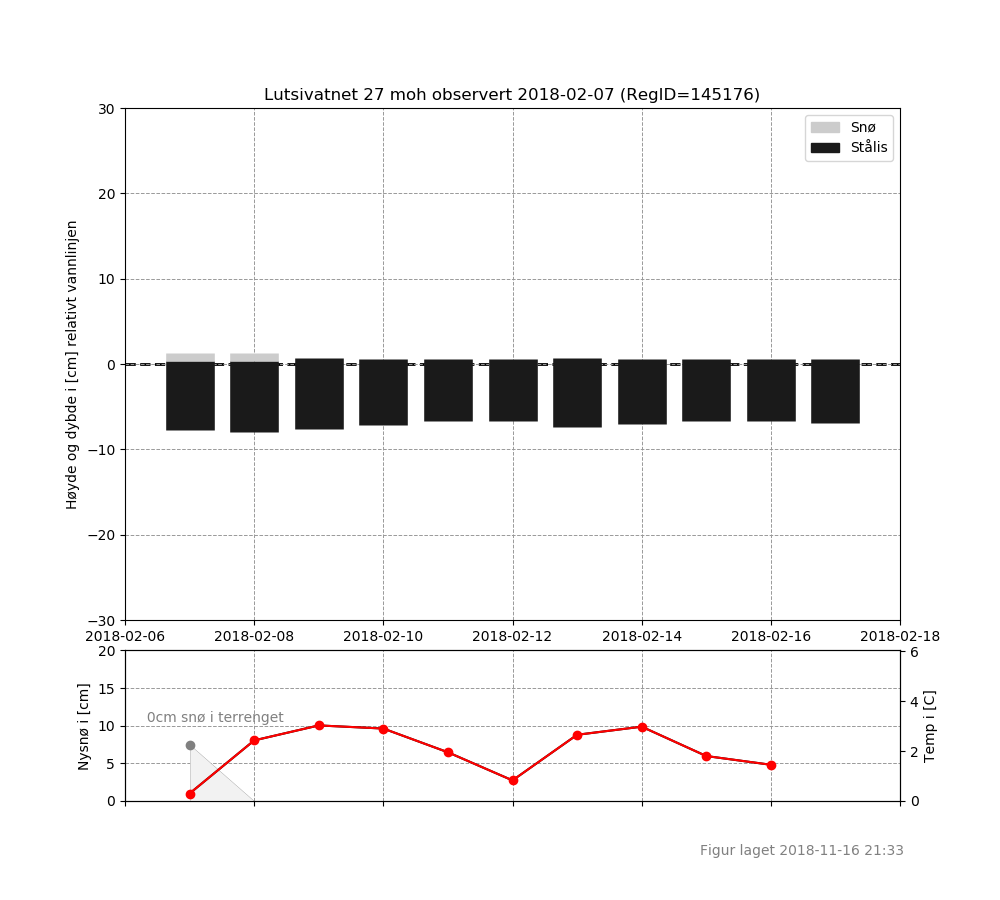 Lutsivatnet 27 moh observert 2018-02-07 (RegID=145176)
Snø
Stålis
Høyde og dybde i [cm] relativt vannlinjen
30
20
10
0
−10
−20
−30
2018-02-06 2018-02-08 2018-02-10 2018-02-12 2018-02-14 2018-02-16 2018-02-18
Nysnø i [cm]
20
15
10
5
0
0cm snø i terrenget
6
4
2
0
Temp i [C]
Figur laget 2018-11-16 21:33